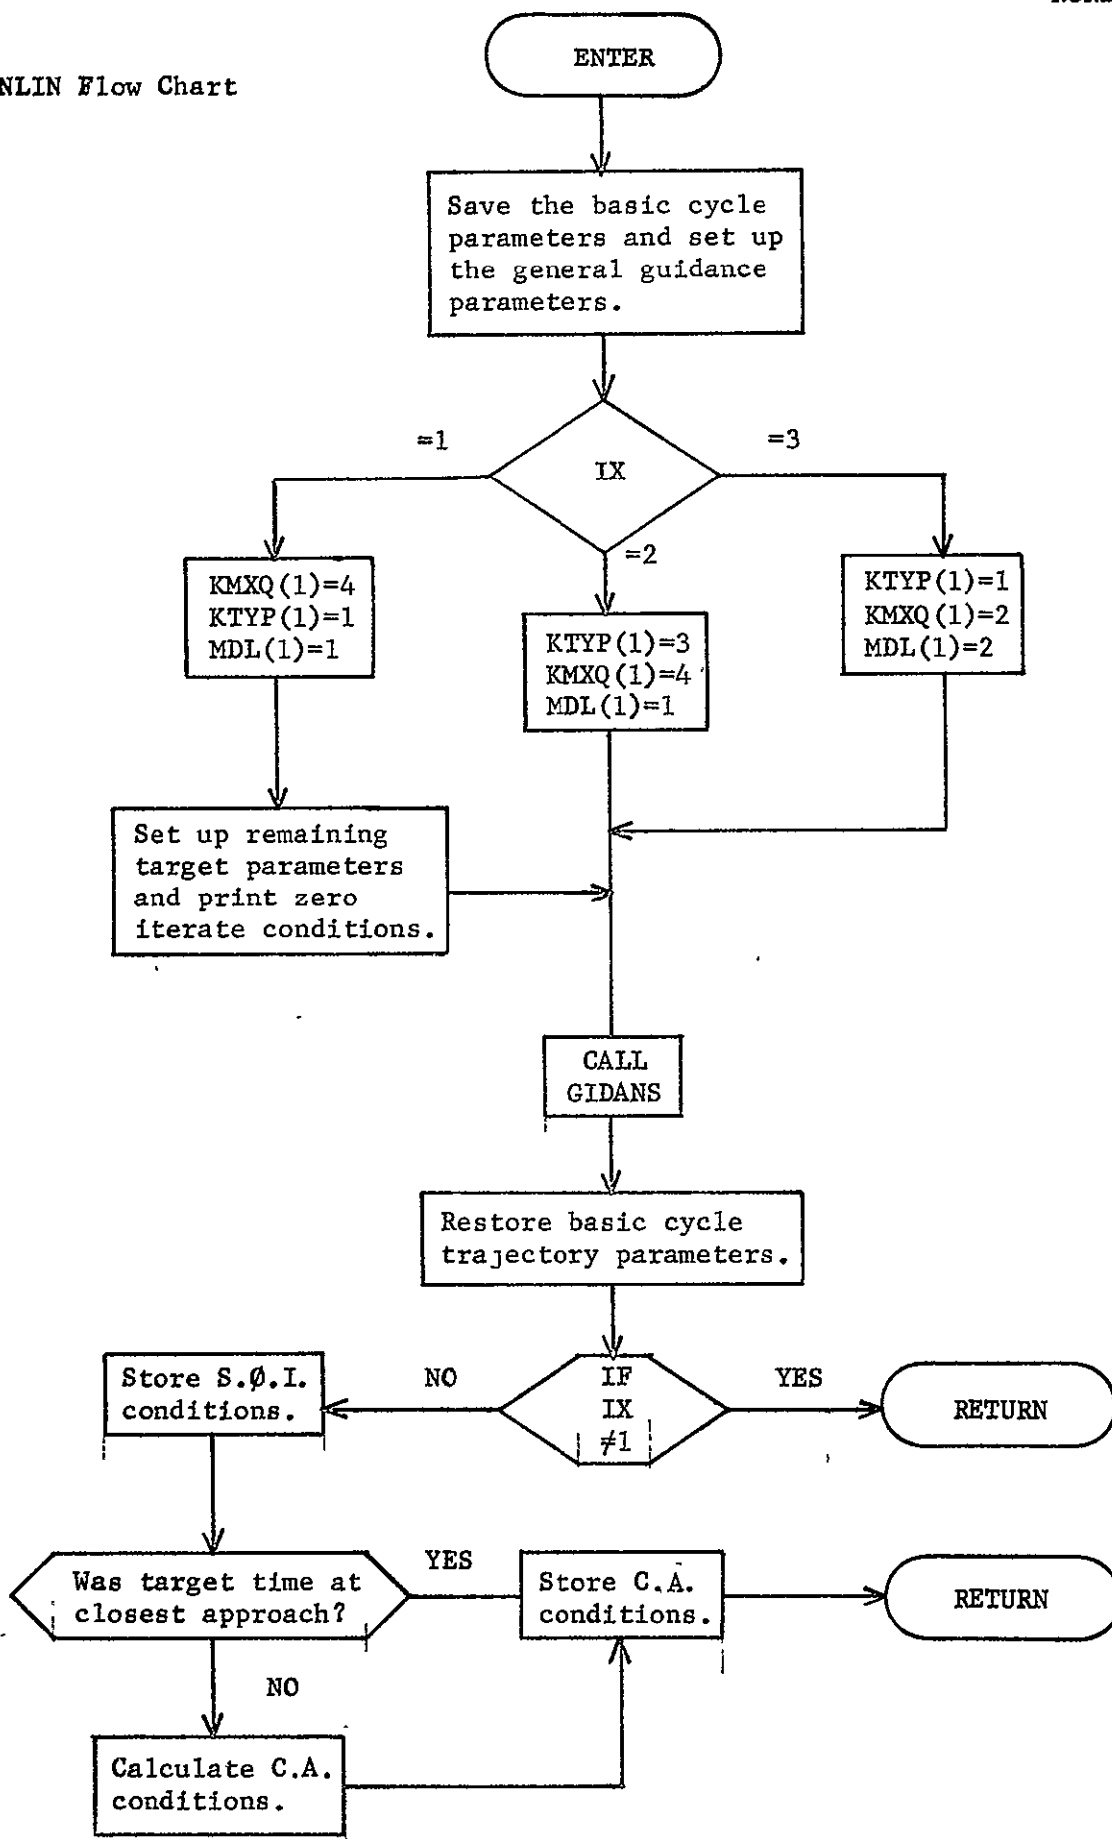 NLIN Flow Chart
ENTER
Save the basic cycle
parameters and set up
the general guidance
parameters.
=1
=3
IX
=2
KMXQ(1)=4
KTYP(1)=1
MDL(1)=1
KTYP(1)=3
KMXQ(1)=4
MDL(1)=1
KTYP(1)=1
KMXQ(1)=2
MDL(1)=2
Set up remaining
target parameters
and print zero
iterate conditions.
CALL
GIDANS
Restore basic cycle
trajectory parameters.
Store S.Ø.I.
conditions.
NO
IF
IX
≠1
YES
RETURN
Was target time at
closest approach?
YES
Store C.A.
conditions.
RETURN
NO
Calculate C.A.
conditions.